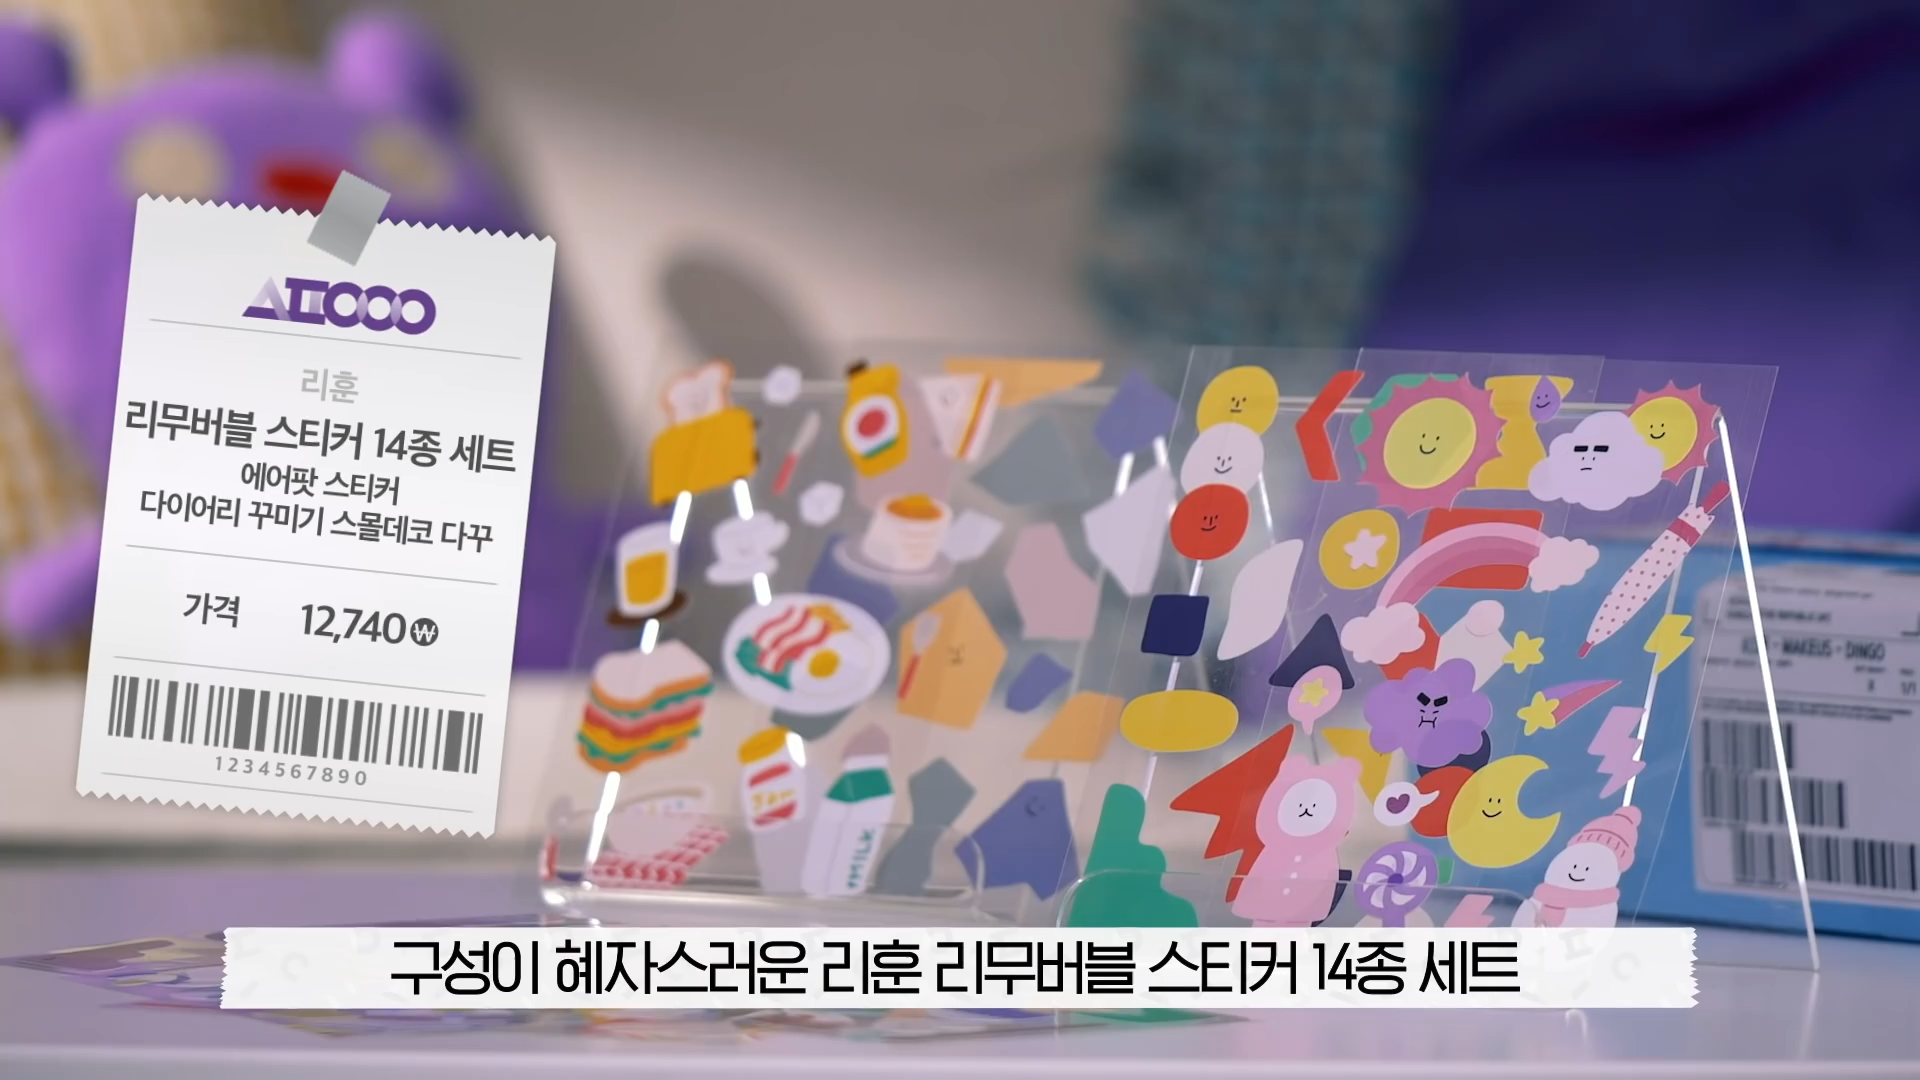 리훈
리무버블 스티커 14종 세트
에어팟 스티커
다이어리 꾸미기 스몰데코 다꾸
가격 12,740₩
1234567890
MILK
MAKEUS - DINGO
구성이 혜자스러운 리훈 리무버블 스티커 14종 세트